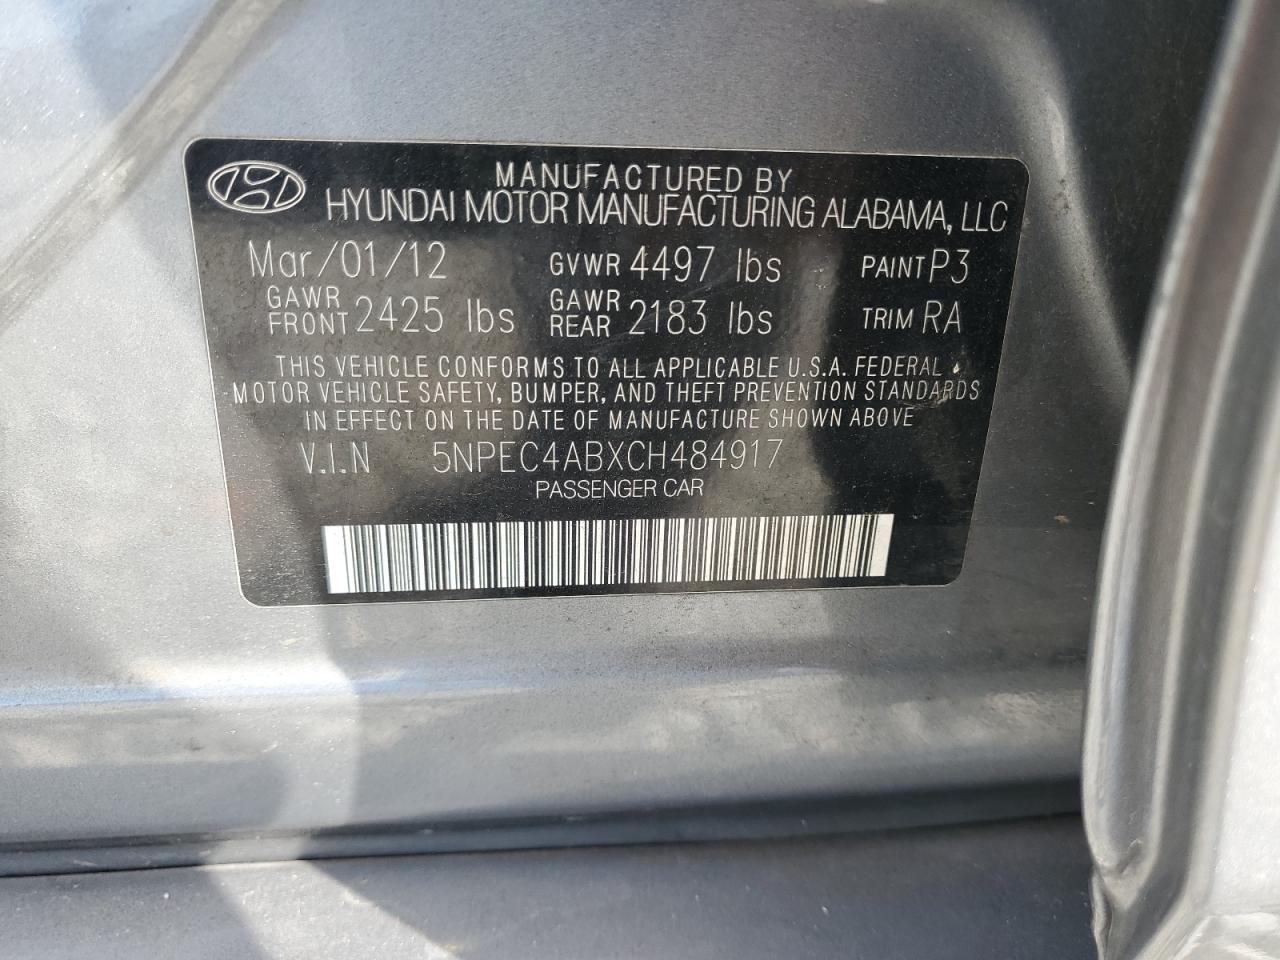 MANUFACTURED BY
HYUNDAI MOTOR MANUFACTURING ALABAMA, LLC
Mar/01/12 GVWR 4497 lbs PAINT P3
GAWR FRONT 2425 lbs GAWR REAR 2183 lbs TRIM RA
THIS VEHICLE CONFORMS TO ALL APPLICABLE U.S.A. FEDERAL
MOTOR VEHICLE SAFETY, BUMPER, AND THEFT PREVENTION STANDARDS
IN EFFECT ON THE DATE OF MANUFACTURE SHOWN ABOVE
V.I.N 5NPEC4ABXCH484917
PASSENGER CAR